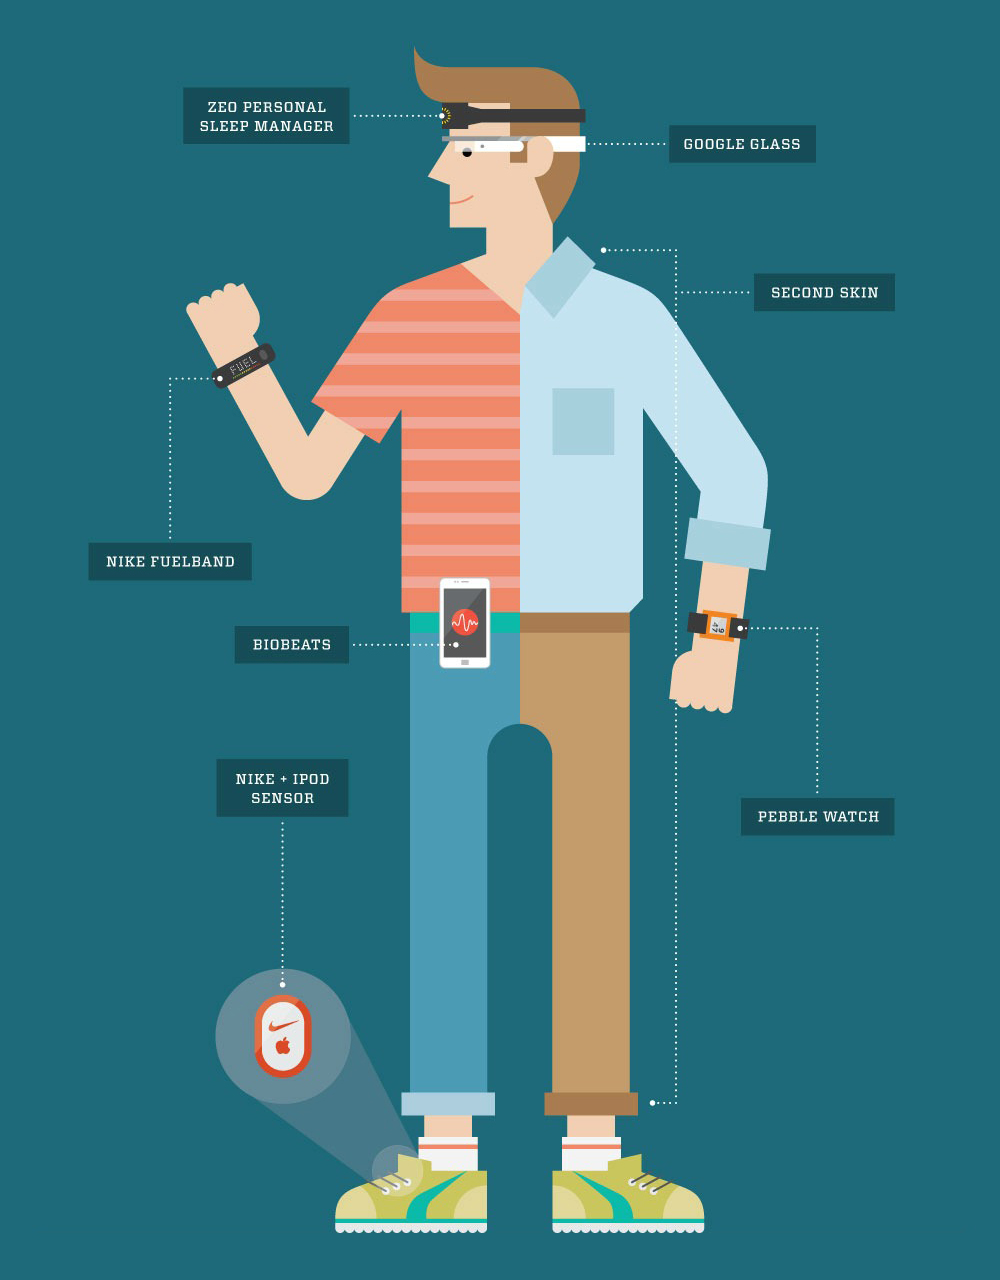 ZEO PERSONAL
SLEEP MANAGER
GOOGLE GLASS
SECOND SKIN
FUEL
NIKE FUELBAND
BIOBEATS
NIKE + IPOD
SENSOR
PEBBLE WATCH